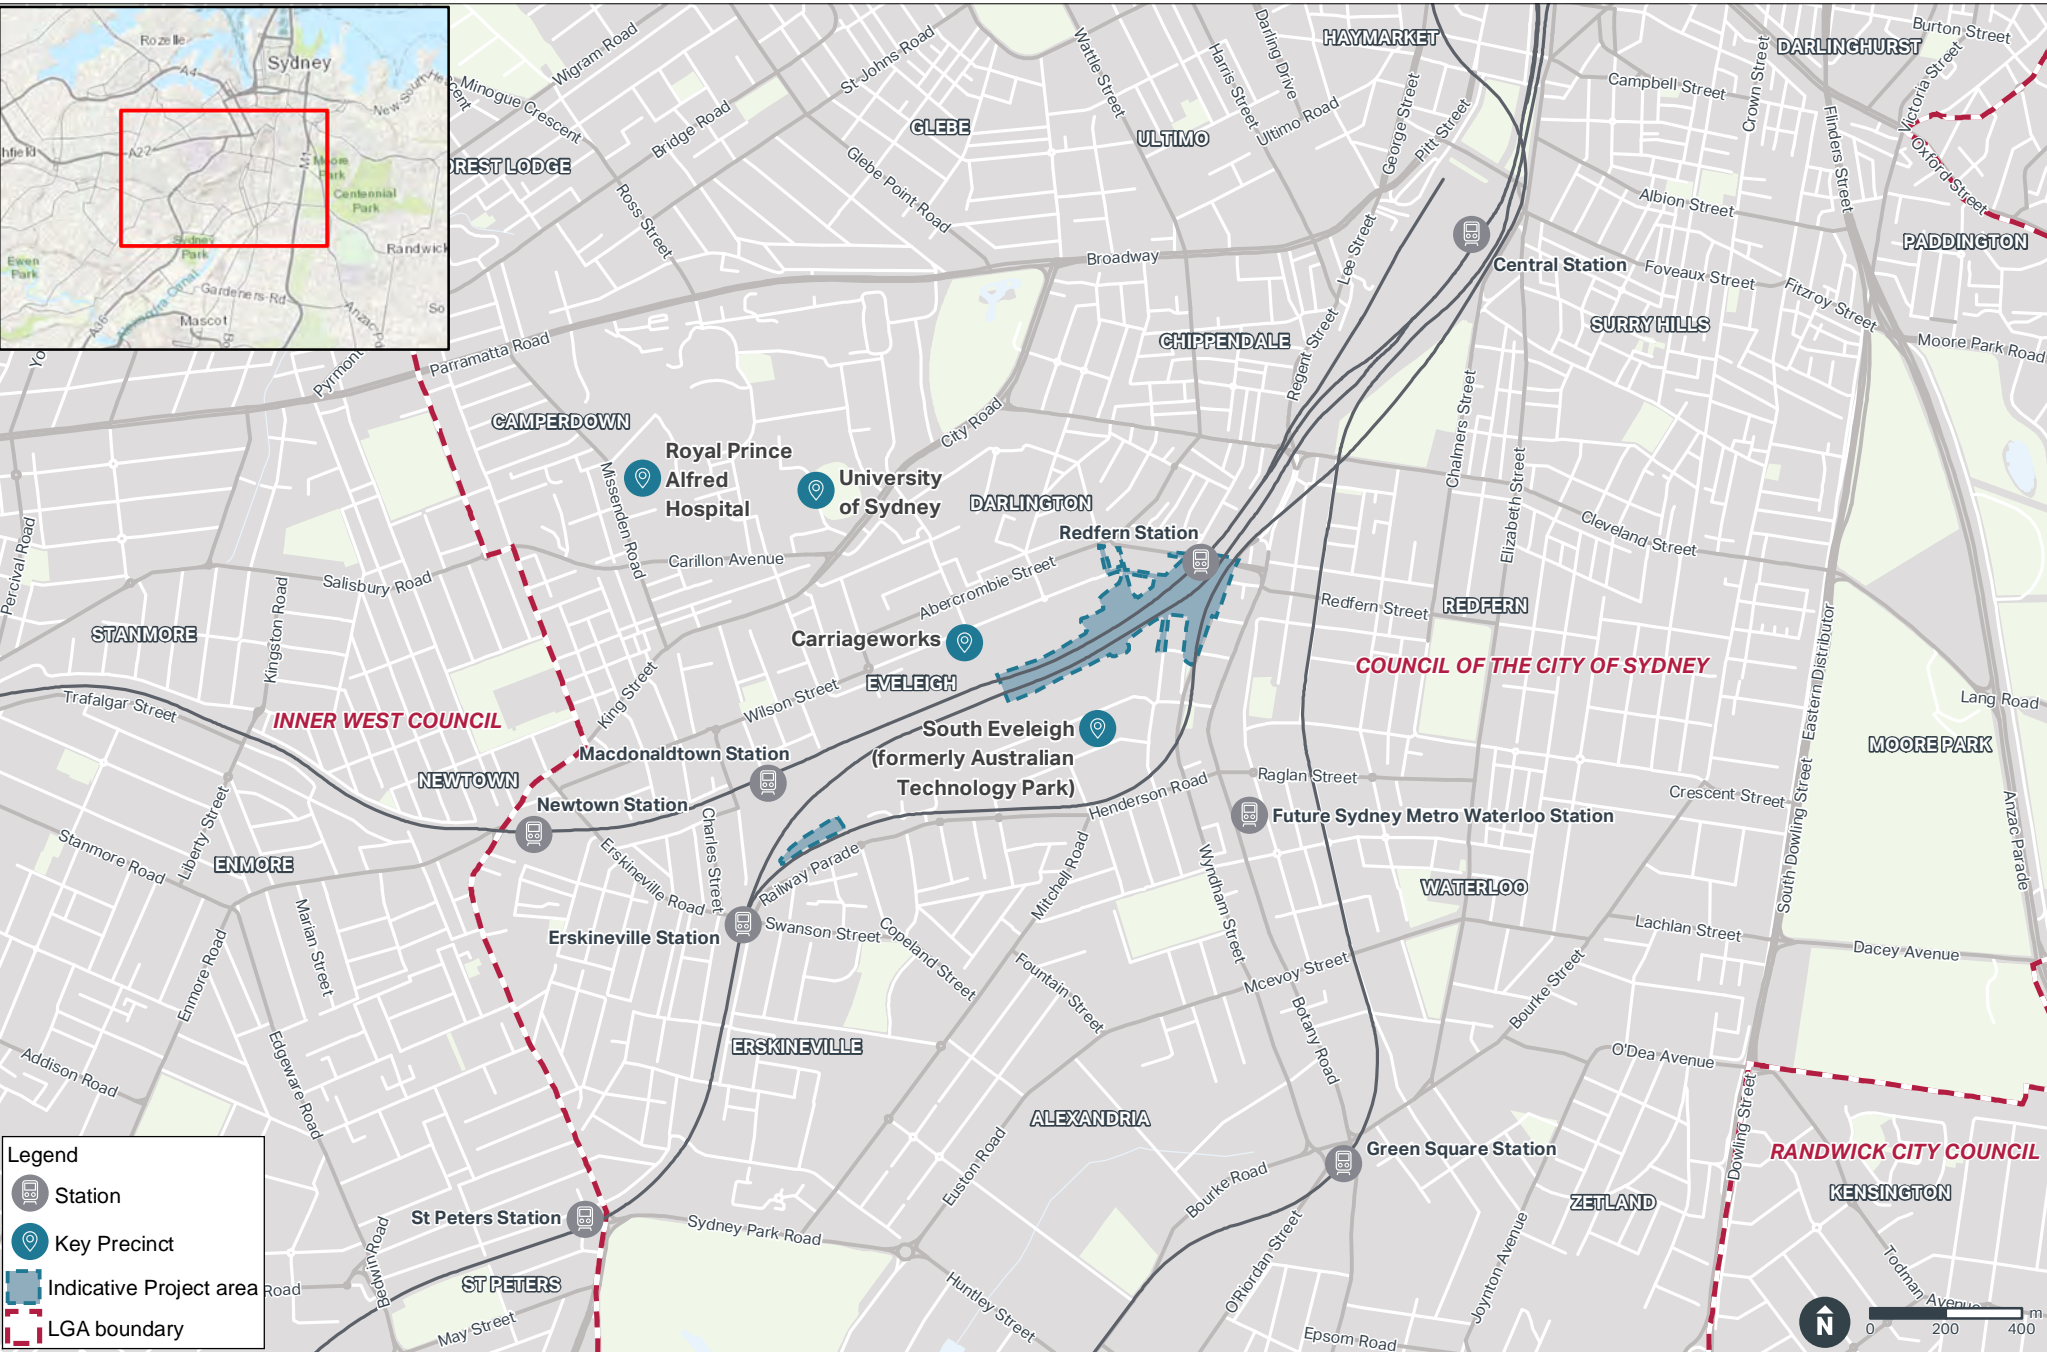 Rozelle
Sydney
A4
hfield
A22
M1
Moore
Park
Centennial
Park
Sydney
Park
Randwick
Ewen
Park
Alexandra Canal
Gardeners Rd
A36
Mascot
Anzac Pd
So
Yo
Pyrmont
Wigram Road
Minogue Crescent
Bridge Road
St Johns Road
OREST LODGE
GLEBE
Glebe Point Road
Ross Street
Wattle Street
Harris Street
Darling Drive
ULTIMO
Ultimo Road
HAYMARKET
George Street
Pitt Street
Lee Street
Regent Street
Broadway
CHIPPENDALE
Central Station
Campbell Street
Crown Street
DARLINGHURST
Burton Street
Victoria Street
Flinders Street
Oxford Street
Albion Street
PADDINGTON
Foveaux Street
Fitzroy Street
SURRY HILLS
Moore Park Road
Parramatta Road
CAMPERDOWN
City Road
Royal Prince
Alfred
Hospital
University
of Sydney
DARLINGTON
Missenden Road
Carillon Avenue
Redfern Station
Abercrombie Street
Chalmers Street
Elizabeth Street
Cleveland Street
Redfern Street
REDFERN
Percival Road
Salisbury Road
Kingston Road
STANMORE
Trafalgar Street
INNER WEST COUNCIL
NEWTOWN
King Street
Carriageworks
EVELEIGH
Wilson Street
South Eveleigh
(formerly Australian
Technology Park)
COUNCIL OF THE CITY OF SYDNEY
Eastern Distributor
South Dowling Street
Lang Road
MOORE PARK
Anzac Parade
Macdonaldtown Station
Newtown Station
Henderson Road
Raglan Street
Future Sydney Metro Waterloo Station
Crescent Street
Stanmore Road
Liberty Street
ENMORE
Charles Street
Erskineville Road
Railway Parade
Mitchell Road
Wyndham Street
WATERLOO
Erskineville Station
Swanson Street
Copeland Street
Fountain Street
Mcevoy Street
Lachlan Street
Dacey Avenue
Bourke Street
Enmore Road
Marian Street
Edgeware Road
Addison Road
ERSKINEVILLE
Botany Road
O'Dea Avenue
Dowling Street
ALEXANDRIA
Euston Road
Bourke Road
Green Square Station
RANDWICK CITY COUNCIL
KENSINGTON
ZETLAND
St Peters Station
Sydney Park Road
Bedwin Road
Road
ST PETERS
May Street
Huntley Street
O'Riordan Street
Joynton Avenue
Epsom Road
Todman Avenue
Legend
Station
Key Precinct
Indicative Project area
LGA boundary
N
0 200 400 m